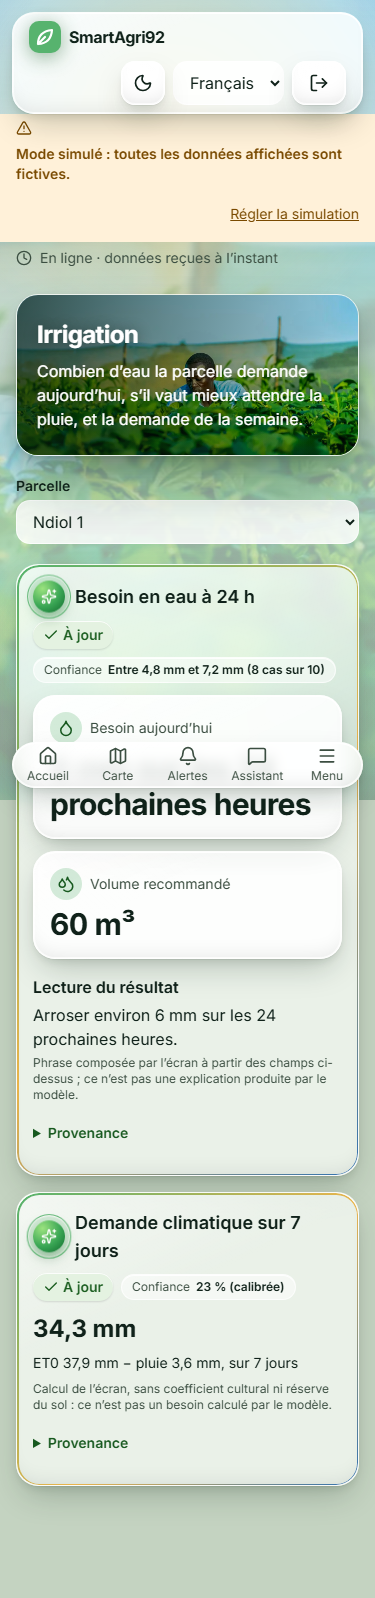 SmartAgri92
Français
Mode simulé : toutes les données affichées sont
fictives.
Régler la simulation
En ligne · données reçues à l’instant
Irrigation
Combien d’eau la parcelle demande
aujourd’hui, s’il vaut mieux attendre la
pluie, et la demande de la semaine.
Parcelle
Ndiol 1
Besoin en eau à 24 h
À jour
Confiance Entre 4,8 mm et 7,2 mm (8 cas sur 10)
Besoin aujourd’hui
Accueil Carte Alertes Assistant Menu
prochaines heures
Volume recommandé
60 m³
Lecture du résultat
Arroser environ 6 mm sur les 24
prochaines heures.
Phrase composée par l’écran à partir des champs ci-
dessus ; ce n’est pas une explication produite par le
modèle.
Provenance
Demande climatique sur 7
jours
À jour
Confiance 23 % (calibrée)
34,3 mm
ET0 37,9 mm − pluie 3,6 mm, sur 7 jours
Calcul de l’écran, sans coefficient cultural ni réserve
du sol : ce n’est pas un besoin calculé par le modèle.
Provenance